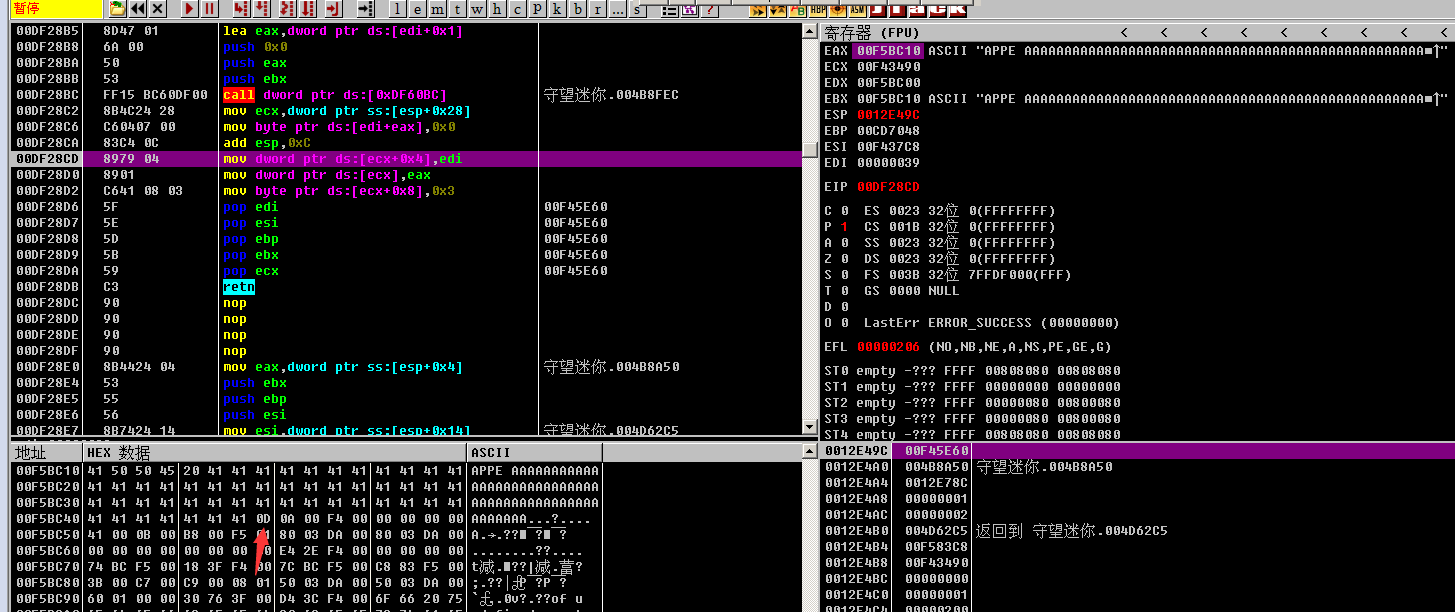 暂停
l e m t w h c p k b r ... s
00DF28B5 8D47 01 lea eax,dword ptr ds:[edi+0x1]
00DF28B8 6A 00 push 0x0
00DF28BA 50 push eax
00DF28BB 53 push ebx
00DF28BC FF15 BC60DF00 call dword ptr ds:[0xDF60BC] 守望迷你.004B8FEC
00DF28C2 8B4C24 28 mov ecx,dword ptr ss:[esp+0x28]
00DF28C6 C60407 00 mov byte ptr ds:[edi+eax],0x0
00DF28CA 83C4 0C add esp,0xC
00DF28CD 8979 04 mov dword ptr ds:[ecx+0x4],edi
00DF28D0 8901 mov dword ptr ds:[ecx],eax
00DF28D2 C641 08 03 mov byte ptr ds:[ecx+0x8],0x3
00DF28D6 5F pop edi 00F45E60
00DF28D7 5E pop esi 00F45E60
00DF28D8 5D pop ebp 00F45E60
00DF28D9 5B pop ebx 00F45E60
00DF28DA 59 pop ecx 00F45E60
00DF28DB C3 retn
00DF28DC 90 nop
00DF28DD 90 nop
00DF28DE 90 nop
00DF28DF 90 nop
00DF28E0 8B4424 04 mov eax,dword ptr ss:[esp+0x4] 守望迷你.004B8A50
00DF28E4 53 push ebx
00DF28E5 55 push ebp
00DF28E6 56 push esi
00DF28E7 8B7424 14 mov esi,dword ptr ss:[esp+0x14] 守望迷你.004D62C5
寄存器 (FPU) < < < < < < < <
EAX 00F5BC10 ASCII "APPE AAAAAAAAAAAAAAAAAAAAAAAAAAAAAAAAAAAAAAAAAAAAAAAAAA
ECX 00F43490
EDX 00F5BC00
EBX 00F5BC10 ASCII "APPE AAAAAAAAAAAAAAAAAAAAAAAAAAAAAAAAAAAAAAAAAAAAAAAAAA
ESP 0012E49C
EBP 00CD7048
ESI 00F437C8
EDI 00000039
EIP 00DF28CD
C 0 ES 0023 32位 0(FFFFFFFF)
P 1 CS 001B 32位 0(FFFFFFFF)
A 0 SS 0023 32位 0(FFFFFFFF)
Z 0 DS 0023 32位 0(FFFFFFFF)
S 0 FS 003B 32位 7FFDF000(FFF)
T 0 GS 0000 NULL
D 0
O 0 LastErr ERROR_SUCCESS (00000000)
EFL 00000206 (NO,NB,NE,A,NS,PE,GE,G)
ST0 empty -??? FFFF 00808080 00808080
ST1 empty -??? FFFF 00000000 00000000
ST2 empty -??? FFFF 00000080 00800080
ST3 empty -??? FFFF 00000080 00800080
ST4 empty -??? FFFF 00808080 00808080
地址 HEX 数据 ASCII
00F5BC10 41 50 50 45 20 41 41 41 41 41 41 41 41 41 41 41 APPE AAAAAAAAAAA
00F5BC20 41 41 41 41 41 41 41 41 41 41 41 41 41 41 41 41 AAAAAAAAAAAAAAAA
00F5BC30 41 41 41 41 41 41 41 41 41 41 41 41 41 41 41 41 AAAAAAAAAAAAAAAA
00F5BC40 41 41 41 41 41 41 41 0D 0A 00 F4 00 00 00 00 00 AAAAAAA...?....
00F5BC50 41 00 0B 00 B8 00 F5 80 03 DA 00 80 03 DA 00
00F5BC60 00 00 00 00 00 00 00 E4 2E F4 00 00 00 00 00 ........??....
00F5BC70 74 BC F5 00 18 3F F4 00 7C BC F5 00 C8 83 F5 00
00F5BC80 3B 00 C7 00 C9 00 08 01 50 03 DA 00 50 03 DA 00
00F5BC90 60 01 00 00 30 76 3F 00 D4 3C F4 00 6F 66 20 75
0012E49C 00F45E60
0012E4A0 004B8A50 守望迷你.004B8A50
0012E4A4 0012E78C
0012E4A8 00000001
0012E4AC 00000002
0012E4B0 004D62C5 返回到 守望迷你.004D62C5
0012E4B4 00F583C8
0012E4B8 00F43490
0012E4BC 00000000
0012E4C0 00000001
0012E4C4 00000200